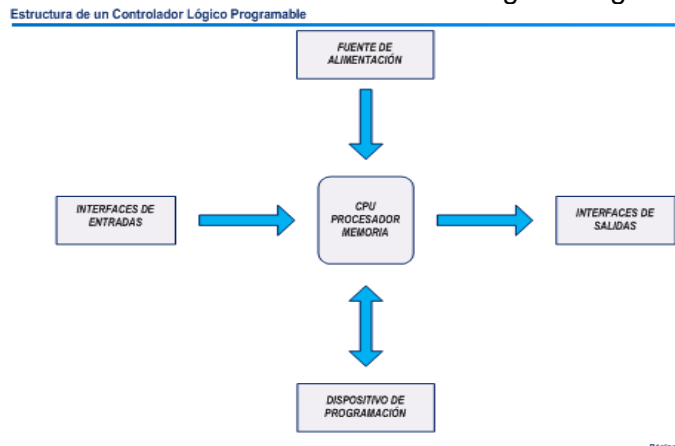 Estructura de un Controlador Lógico Programable
FUENTE DE
ALIMENTACIÓN
INTERFACES DE
ENTRADAS
CPU
PROCESADOR
MEMORIA
INTERFACES DE
SALIDAS
DISPOSITIVO DE
PROGRAMACIÓN